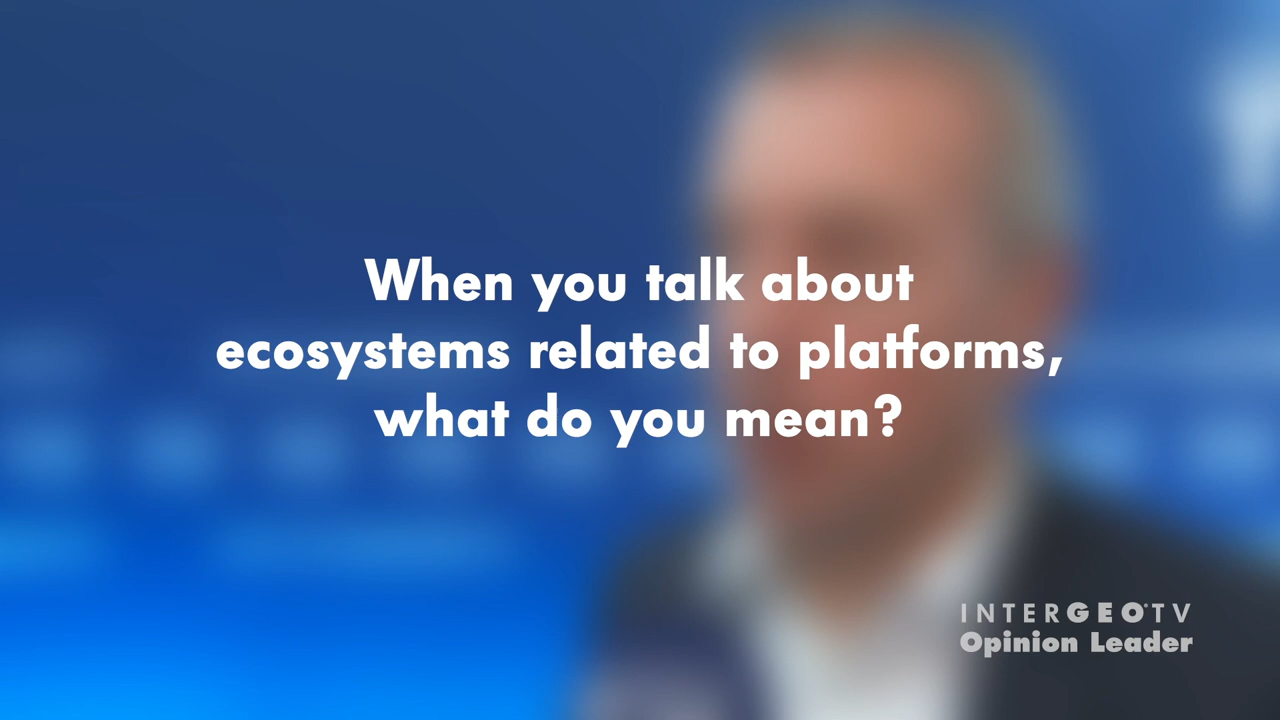 When you talk about
ecosystems related to platforms,
what do you mean?
INTERGEO TV
Opinion Leader